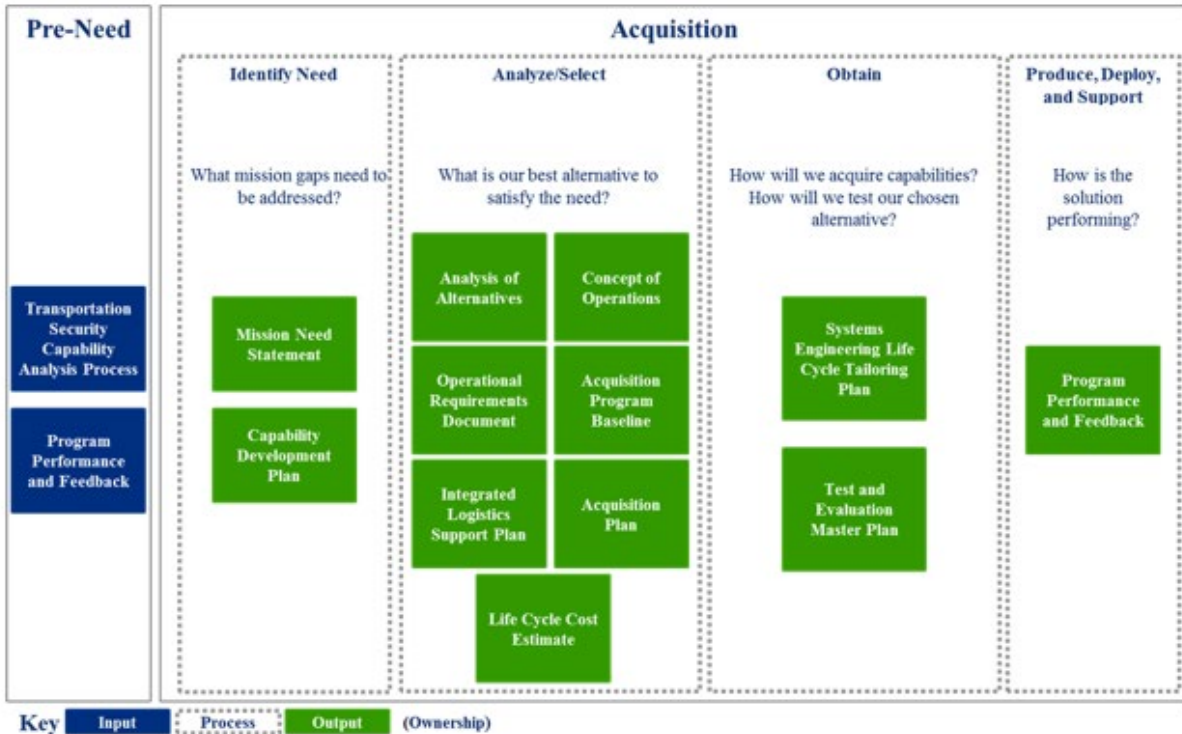 Pre-Need
Transportation
Security
Capability
Analysis Process
Program
Performance
and Feedback
Acquisition
Identify Need
What mission gaps need to
be addressed?
Mission Need
Statement
Capability
Development
Plan
Analyze/Select
What is our best alternative to
satisfy the need?
Analysis of
Alternatives
Concept of
Operations
Operational
Requirements
Document
Acquisition
Program
Baseline
Integrated
Logistics
Support Plan
Acquisition
Plan
Life Cycle Cost
Estimate
Obtain
How will we acquire capabilities?
How will we test our chosen
alternative?
Systems
Engineering Life
Cycle Tailoring
Plan
Test and
Evaluation
Master Plan
Produce, Deploy,
and Support
How is the
solution
performing?
Program
Performance
and Feedback
Key Input Process Output (Ownership)